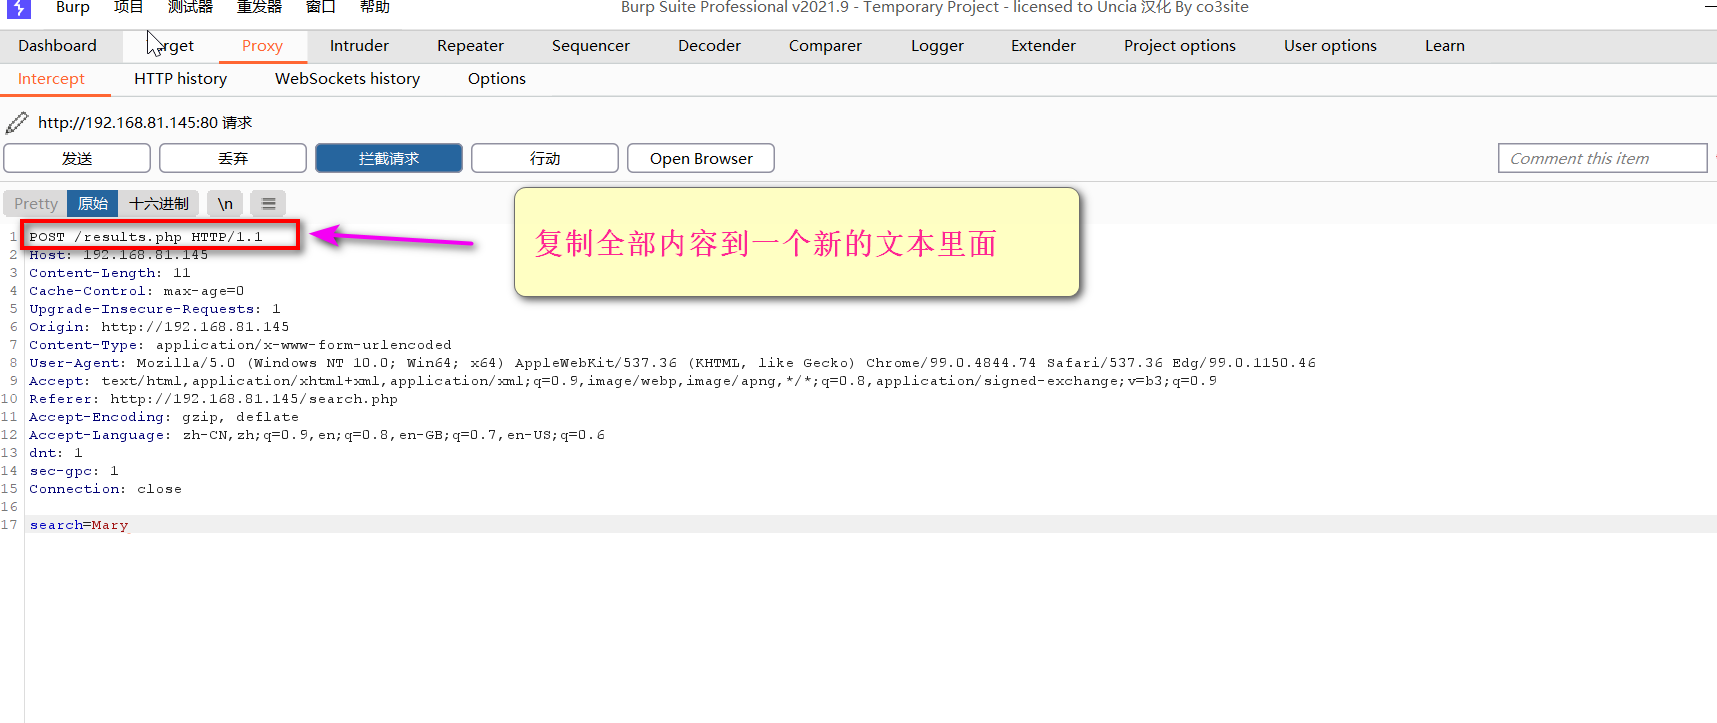 Burp 项目 测试器 重发器 窗口 帮助 Burp Suite Professional v2021.9 - Temporary Project - licensed to Uncia 汉化 By co3site
Dashboard rget Proxy Intruder Repeater Sequencer Decoder Comparer Logger Extender Project options User options Learn
Intercept HTTP history WebSockets history Options
http://192.168.81.145:80 请求
发送 丢弃 拦截请求 行动 Open Browser Comment this item
Pretty 原始 十六进制 \n
复制全部内容到一个新的文本里面
1 POST /results.php HTTP/1.1
2 Host: 192.168.81.145
3 Content-Length: 11
4 Cache-Control: max-age=0
5 Upgrade-Insecure-Requests: 1
6 Origin: http://192.168.81.145
7 Content-Type: application/x-www-form-urlencoded
8 User-Agent: Mozilla/5.0 (Windows NT 10.0; Win64; x64) AppleWebKit/537.36 (KHTML, like Gecko) Chrome/99.0.4844.74 Safari/537.36 Edg/99.0.1150.46
9 Accept: text/html,application/xhtml+xml,application/xml;q=0.9,image/webp,image/apng,*/*;q=0.8,application/signed-exchange;v=b3;q=0.9
10 Referer: http://192.168.81.145/search.php
11 Accept-Encoding: gzip, deflate
12 Accept-Language: zh-CN,zh;q=0.9,en;q=0.8,en-GB;q=0.7,en-US;q=0.6
13 dnt: 1
14 sec-gpc: 1
15 Connection: close
16
17 search=Mary